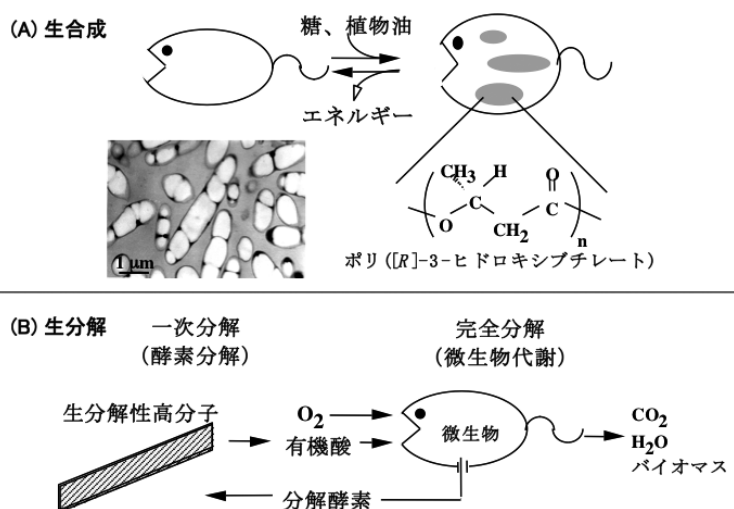 (A) 生合成
糖、植物油
エネルギー
1 μm
CH3
H
O
C
C
O
CH2
n
ポリ([R]-3-ヒドロキシブチレート)
(B) 生分解
一次分解
(酵素分解)
完全分解
(微生物代謝)
生分解性高分子
O2
有機酸
微生物
CO2
H2O
バイオマス
分解酵素